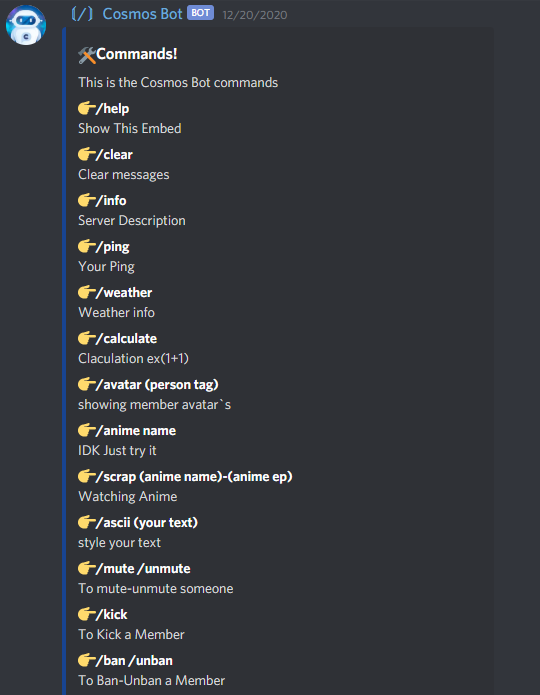 [/] Cosmos Bot BOT 12/20/2020
🛠Commands!
This is the Cosmos Bot commands
👉/help
Show This Embed
👉/clear
Clear messages
👉/info
Server Description
👉/ping
Your Ping
👉/weather
Weather info
👉/calculate
Claculation ex(1+1)
👉/avatar (person tag)
showing member avatar`s
👉/anime name
IDK Just try it
👉/scrap (anime name)-(anime ep)
Watching Anime
👉/ascii (your text)
style your text
👉/mute /unmute
To mute-unmute someone
👉/kick
To Kick a Member
👉/ban /unban
To Ban-Unban a Member